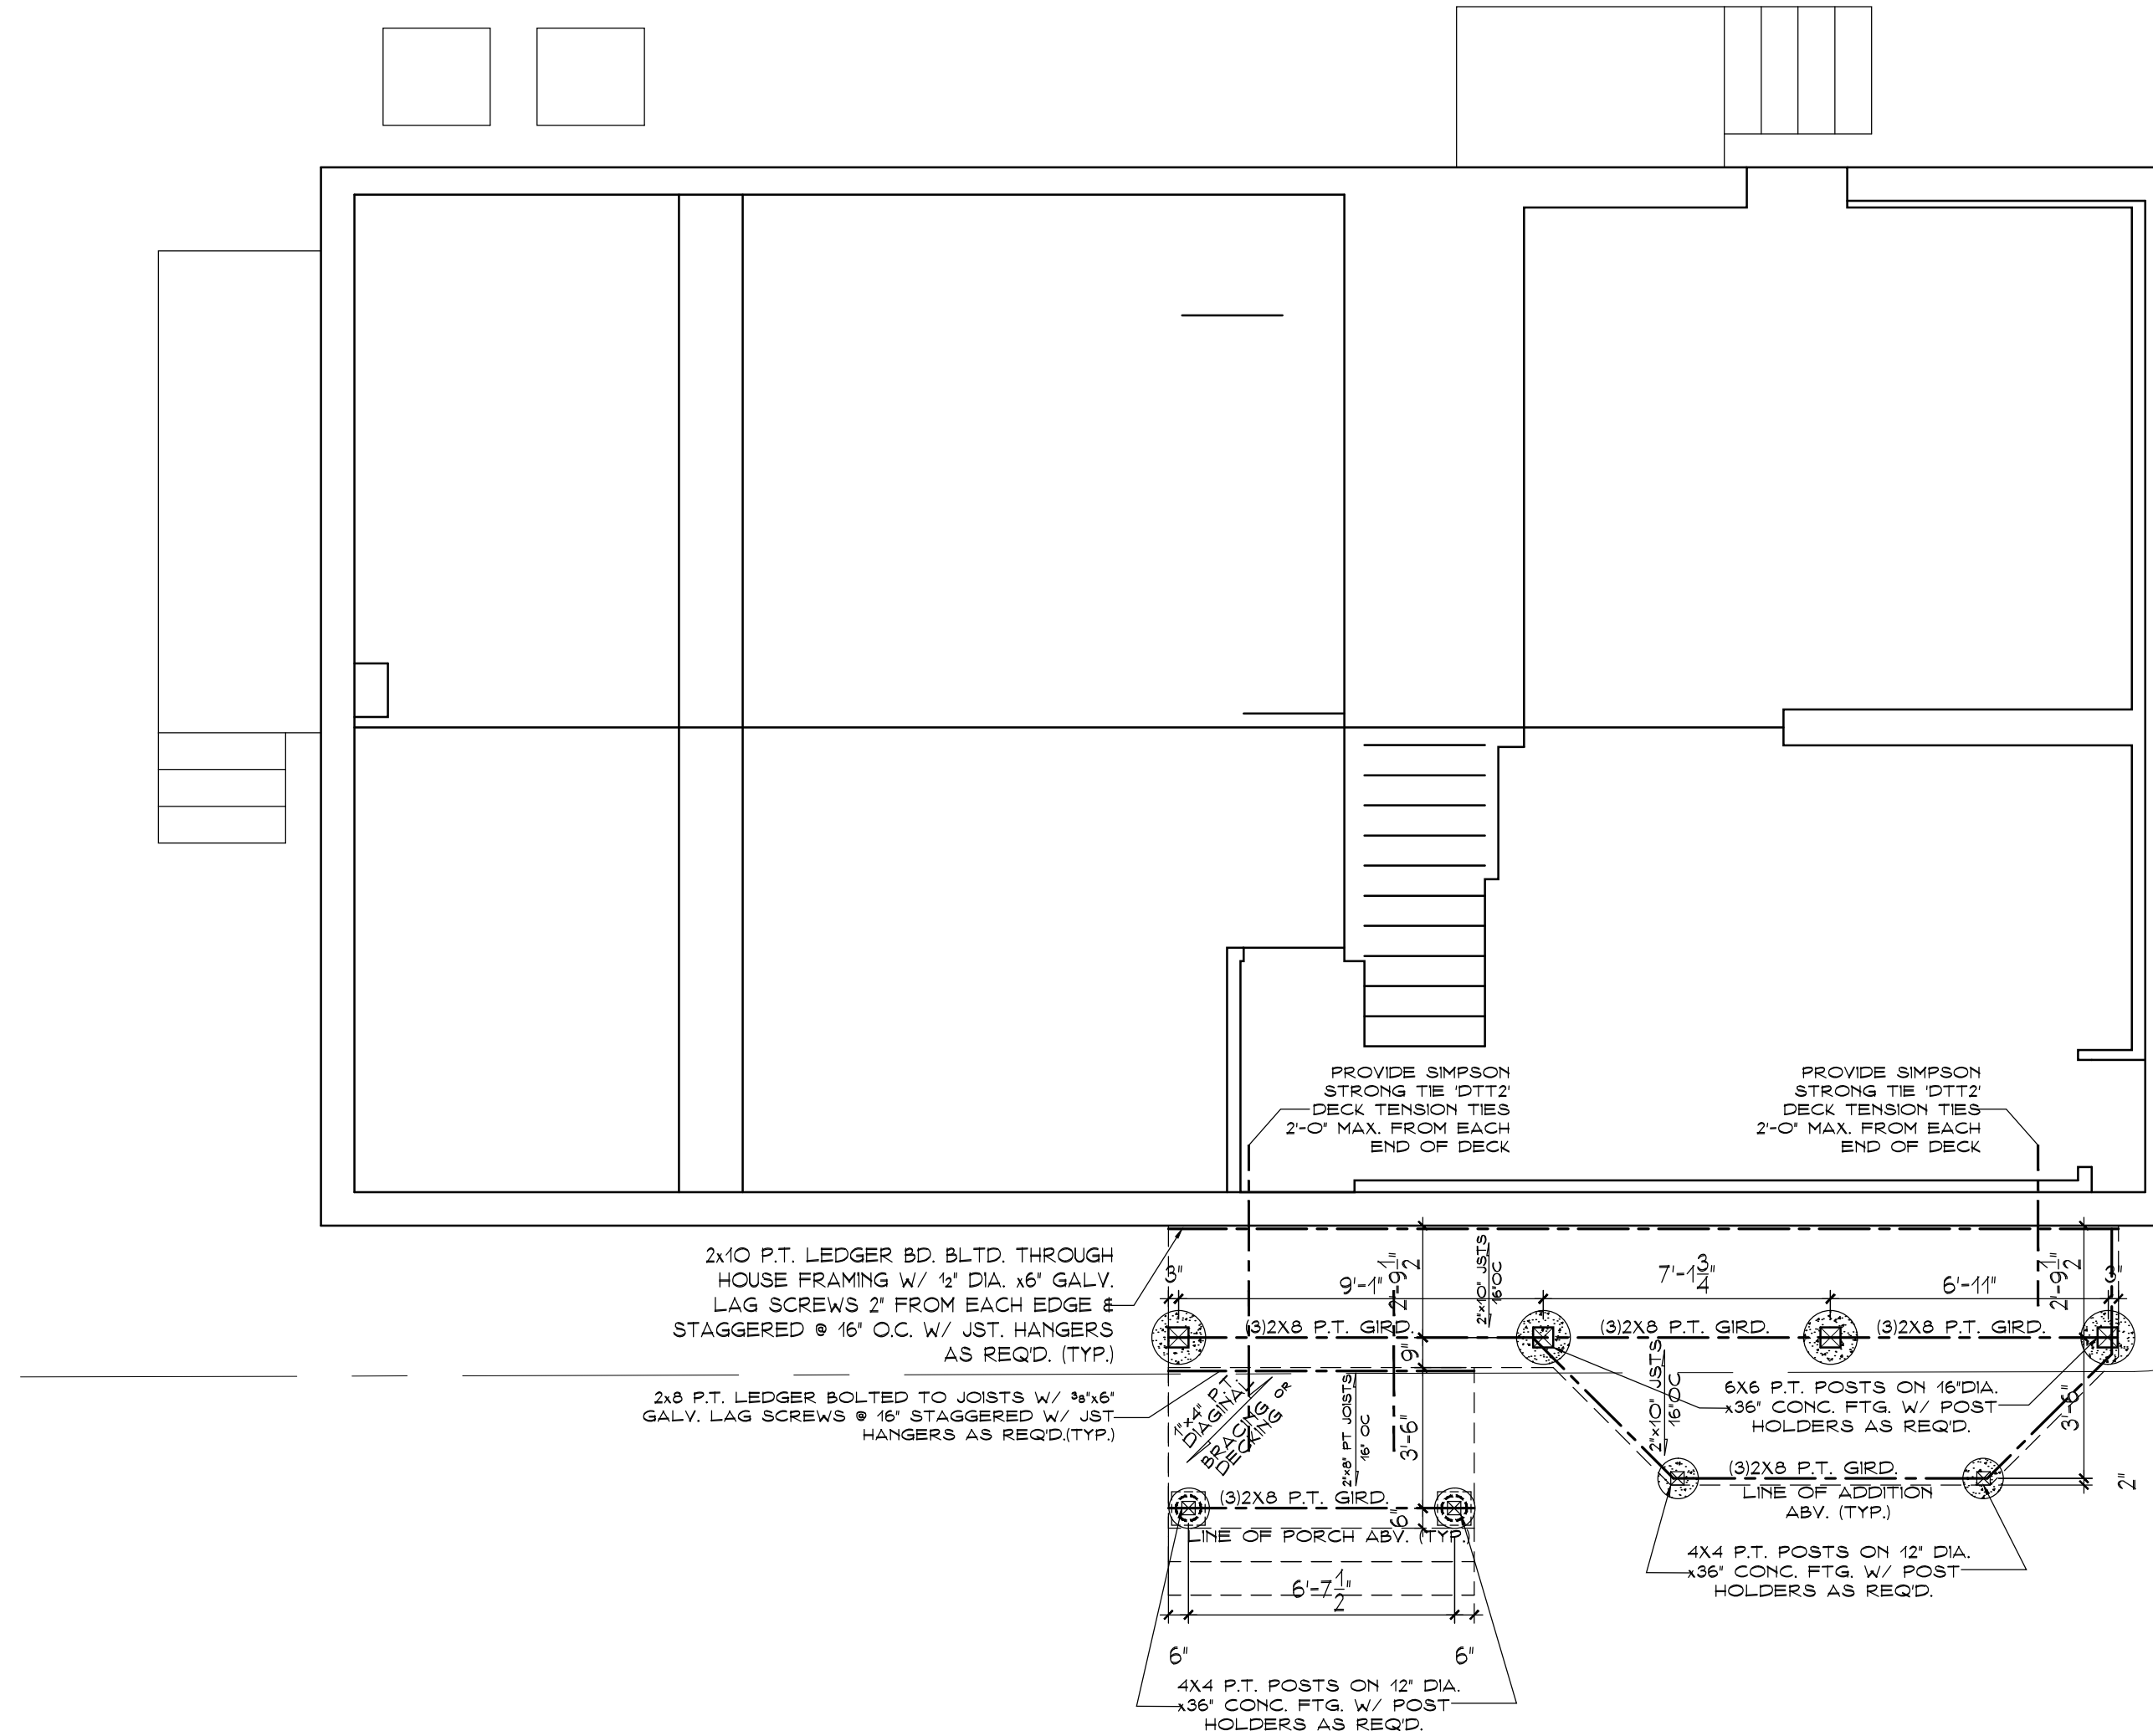 PROVIDE SIMPSON
STRONG TIE 'DTT2'
DECK TENSION TIES
2'-0" MAX. FROM EACH
END OF DECK
PROVIDE SIMPSON
STRONG TIE 'DTT2'
DECK TENSION TIES
2'-0" MAX. FROM EACH
END OF DECK
2x10 P.T. LEDGER BD. BLTD. THROUGH
HOUSE FRAMING W/ 1/2" DIA. x6" GALV.
LAG SCREWS 2" FROM EACH EDGE &
STAGGERED @ 16" O.C. W/ JST. HANGERS
AS REQ'D. (TYP.)
3"
9'-1"
2'-9 1/2"
2"x10" JSTS
16"OC
7'-1 3/4"
6'-11"
2'-9 1/2"
3"
(3)2X8 P.T. GIRD.
(3)2X8 P.T. GIRD.
(3)2X8 P.T. GIRD.
9"
2x8 P.T. LEDGER BOLTED TO JOISTS W/ 3/8"x6"
GALV. LAG SCREWS @ 16" STAGGERED W/ JST
HANGERS AS REQ'D.(TYP.)
1"x4" P.T.
DIAGINAL
BRACING OR
DECKING
2"x8" PT JOISTS
16" OC
3'-6"
2"x10" JSTS
16"OC
6X6 P.T. POSTS ON 16"DIA.
x36" CONC. FTG. W/ POST
HOLDERS AS REQ'D.
3'-6"
(3)2X8 P.T. GIRD.
LINE OF ADDITION
ABV. (TYP.)
2"
(3)2X8 P.T. GIRD.
6"
LINE OF PORCH ABV. (TYP.)
4X4 P.T. POSTS ON 12" DIA.
x36" CONC. FTG. W/ POST
HOLDERS AS REQ'D.
6'-7 1/2"
6"
6"
4X4 P.T. POSTS ON 12" DIA.
x36" CONC. FTG. W/ POST
HOLDERS AS REQ'D.